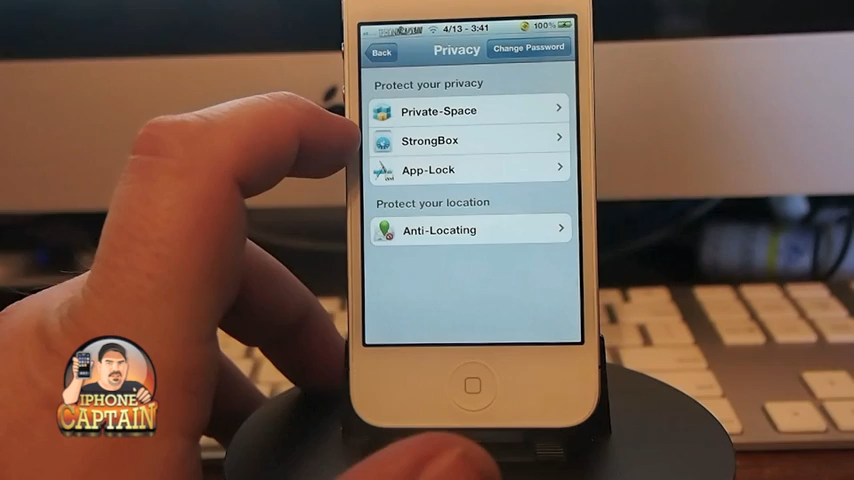 4/13 - 3:41
100%
Back
Privacy
Change Password
Protect your privacy
Private-Space
StrongBox
App-Lock
Protect your location
Anti-Locating
IPHONE
CAPTAIN